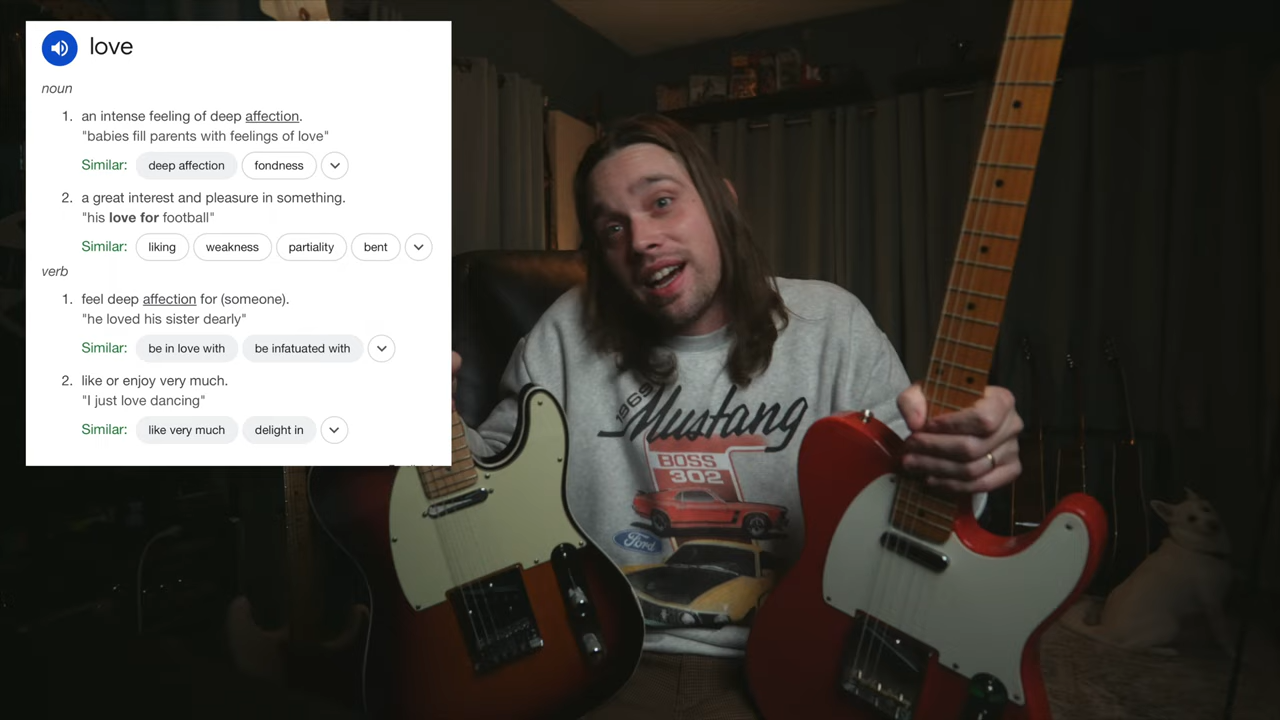 love
noun
1. an intense feeling of deep affection.
"babies fill parents with feelings of love"
Similar: deep affection fondness
2. a great interest and pleasure in something.
"his love for football"
Similar: liking weakness partiality bent
verb
1. feel deep affection for (someone).
"he loved his sister dearly"
Similar: be in love with be infatuated with
2. like or enjoy very much.
"I just love dancing"
Similar: like very much delight in
1969
Mustang
BOSS
302
Ford